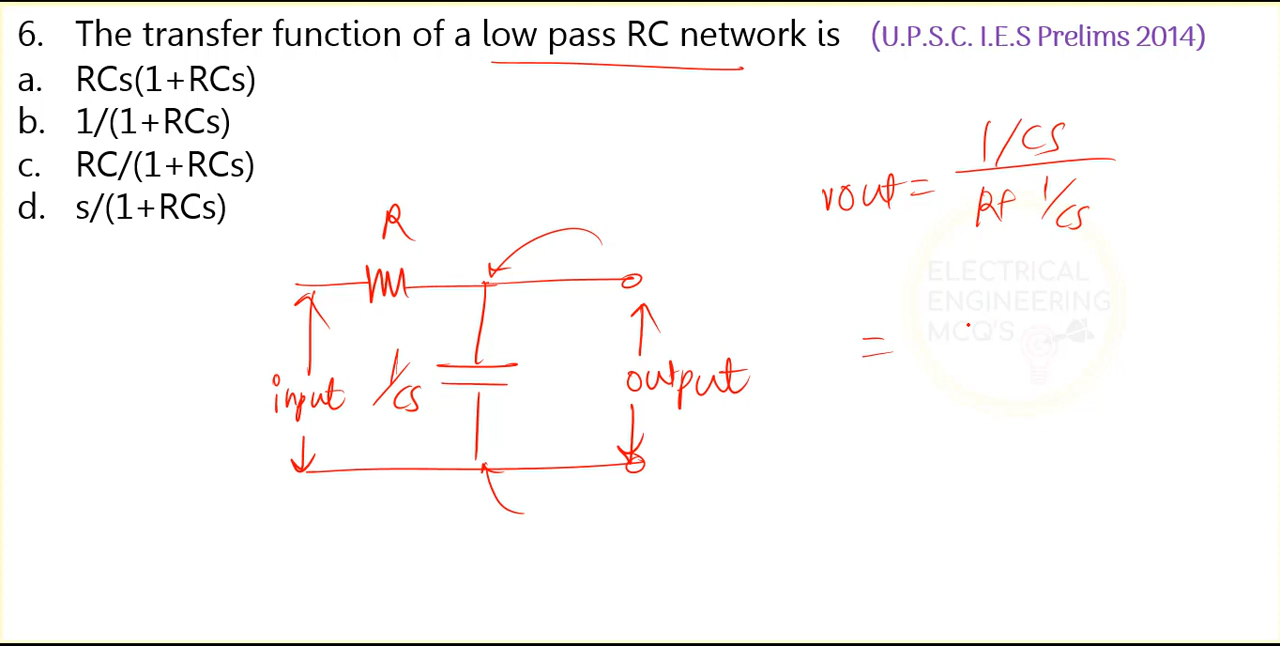 6. The transfer function of a low pass RC network is (U.P.S.C. I.E.S Prelims 2014)
a. RCs(1+RCs)
b. 1/(1+RCs)
c. RC/(1+RCs)
d. s/(1+RCs)
1/CS
vout =
R+ 1/CS
R
ELECTRICAL
ENGINEERING
MCQ'S
=
input 1/CS output